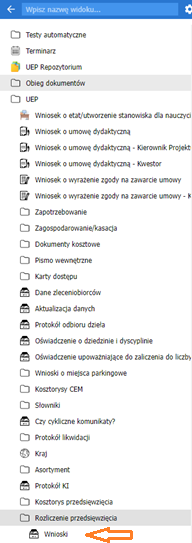 Wpisz nazwę widoku...
Testy automatyczne
Terminarz
UEP Repozytorium
Obieg dokumentów
UEP
Wniosek o etat/utworzenie stanowiska dla nauczyci
Wniosek o umowę dydaktyczną
Wniosek o umowę dydaktyczną - Kierownik Projekt
Wniosek o umowę dydaktyczną - Kwestor
Wniosek o wyrażenie zgody na zawarcie umowy
Wniosek o wyrażenie zgody na zawarcie umowy - K
Zapotrzebowanie
Zagospodarowanie/kasacja
Dokumenty kosztowe
Pismo wewnętrzne
Karty dostępu
Dane zleceniobiorców
Aktualizacja danych
Protokół odbioru dzieła
Oświadczenie o dziedzinie i dyscyplinie
Oświadczenie upoważniające do zaliczenia do liczby
Wnioski o miejsca parkingowe
Kosztorysy CEM
Słowniki
Czy cykliczne komunikaty?
Protokół likwidacji
Kraj
Asortyment
Protokół KI
Kosztorys przedsięwzięcia
Rozliczenie przedsięwzięcia
Wnioski